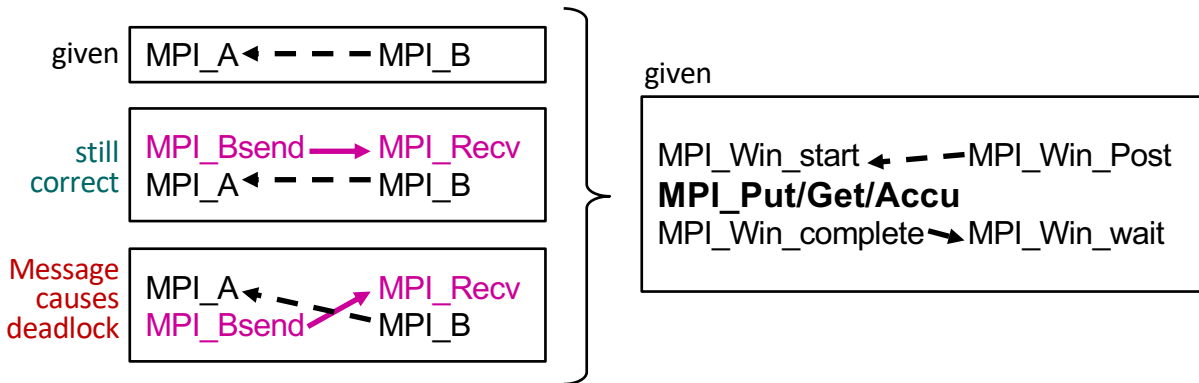 given
MPI_A MPI_B
still
correct
MPI_Bsend MPI_Recv
MPI_A MPI_B
Message
causes
deadlock
MPI_A MPI_Recv
MPI_Bsend MPI_B
given
MPI_Win_start MPI_Win_Post
MPI_Put/Get/Accu
MPI_Win_complete MPI_Win_wait